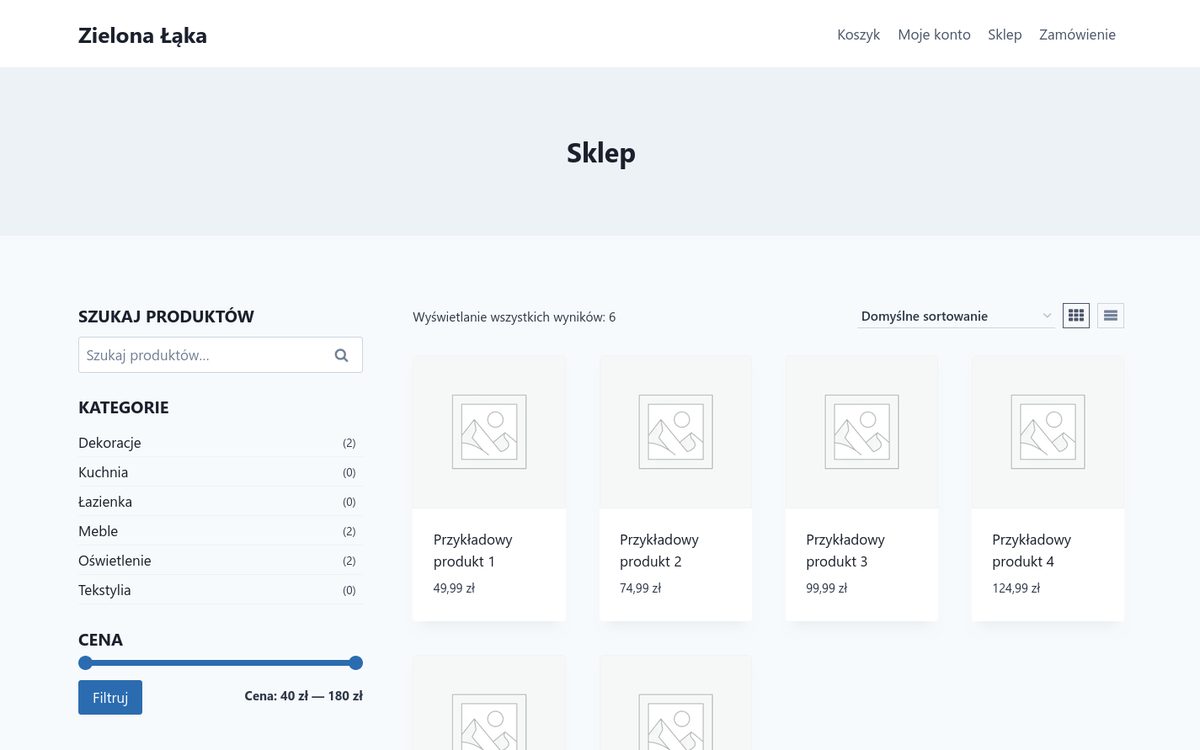 Zielona Łąka
Koszyk Moje konto Sklep Zamówienie
Sklep
SZUKAJ PRODUKTÓW
Szukaj produktów...
KATEGORIE
Dekoracje (2)
Kuchnia (0)
Łazienka (0)
Meble (2)
Oświetlenie (2)
Tekstylia (0)
CENA
Filtruj Cena: 40 zł — 180 zł
Wyświetlanie wszystkich wyników: 6
Domyślne sortowanie
Przykładowy
produkt 1
49,99 zł
Przykładowy
produkt 2
74,99 zł
Przykładowy
produkt 3
99,99 zł
Przykładowy
produkt 4
124,99 zł